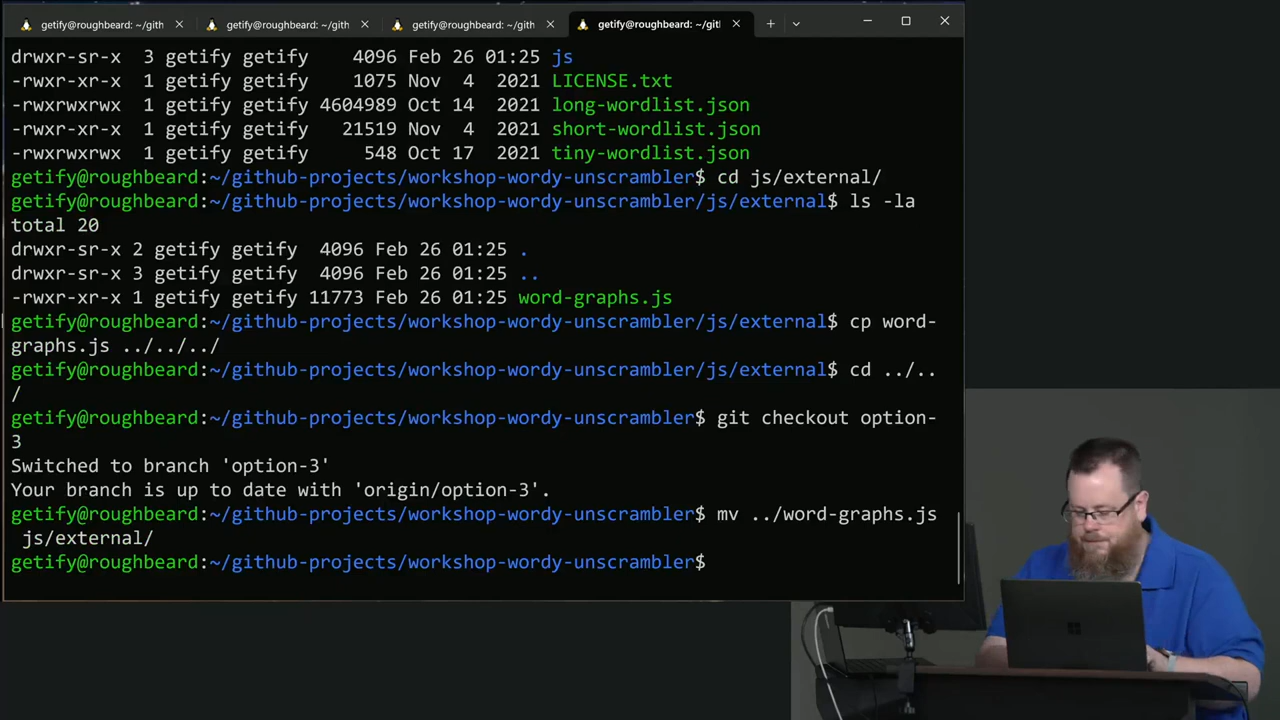 getify@roughbeard: ~/gith
getify@roughbeard: ~/gith
getify@roughbeard: ~/gith
getify@roughbeard: ~/gitl
drwxr-sr-x 3 getify getify 4096 Feb 26 01:25 js
-rwxr-xr-x 1 getify getify 1075 Nov 4 2021 LICENSE.txt
-rwxrwxrwx 1 getify getify 4604989 Oct 14 2021 long-wordlist.json
-rwxr-xr-x 1 getify getify 21519 Nov 4 2021 short-wordlist.json
-rwxrwxrwx 1 getify getify 548 Oct 17 2021 tiny-wordlist.json
getify@roughbeard:~/github-projects/workshop-wordy-unscrambler$ cd js/external/
getify@roughbeard:~/github-projects/workshop-wordy-unscrambler/js/external$ ls -la
total 20
drwxr-sr-x 2 getify getify 4096 Feb 26 01:25 .
drwxr-sr-x 3 getify getify 4096 Feb 26 01:25 ..
-rwxr-xr-x 1 getify getify 11773 Feb 26 01:25 word-graphs.js
getify@roughbeard:~/github-projects/workshop-wordy-unscrambler/js/external$ cp word-
graphs.js ../../../
getify@roughbeard:~/github-projects/workshop-wordy-unscrambler/js/external$ cd ../..
/
getify@roughbeard:~/github-projects/workshop-wordy-unscrambler$ git checkout option-
3
Switched to branch 'option-3'
Your branch is up to date with 'origin/option-3'.
getify@roughbeard:~/github-projects/workshop-wordy-unscrambler$ mv ../word-graphs.js
js/external/
getify@roughbeard:~/github-projects/workshop-wordy-unscrambler$